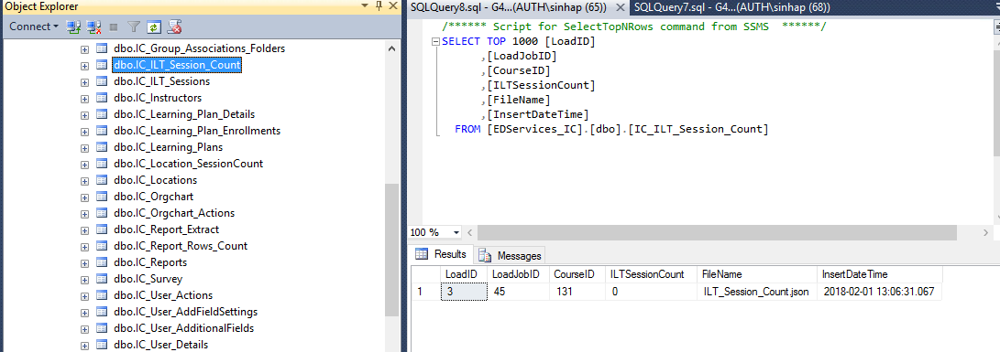 Object Explorer
Connect
dbo.IC_Group_Associations_Folders
dbo.IC_ILT_Session_Count
dbo.IC_ILT_Sessions
dbo.IC_Instructors
dbo.IC_Learning_Plan_Details
dbo.IC_Learning_Plan_Enrollments
dbo.IC_Learning_Plans
dbo.IC_Location_SessionCount
dbo.IC_Locations
dbo.IC_Orgchart
dbo.IC_Orgchart_Actions
dbo.IC_Report_Extract
dbo.IC_Report_Rows_Count
dbo.IC_Reports
dbo.IC_Survey
dbo.IC_User_Actions
dbo.IC_User_AddFieldSettings
dbo.IC_User_AdditionalFields
dbo.IC_User_Details
SQLQuery8.sql - G4...(AUTH\sinhap (65)) SQLQuery7.sql - G4...(AUTH\sinhap (68))
/****** Script for SelectTopNRows command from SSMS ******/
SELECT TOP 1000 [LoadID]
,[LoadJobID]
,[CourseID]
,[ILTSessionCount]
,[FileName]
,[InsertDateTime]
FROM [EDServices_IC].[dbo].[IC_ILT_Session_Count]
100 %
Results Messages
LoadID LoadJobID CourseID ILTSessionCount FileName InsertDateTime
1 3 45 131 0 ILT_Session_Count.json 2018-02-01 13:06:31.067